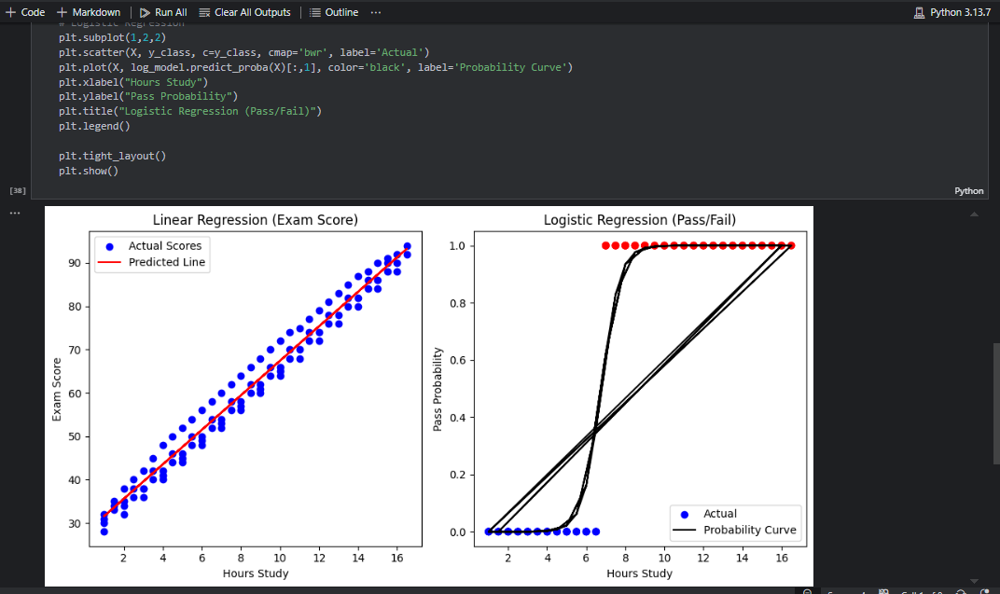 + Code + Markdown | Run All Clear All Outputs | Outline ... Python 3.13.7
# Logistic Regression
plt.subplot(1,2,2)
plt.scatter(X, y_class, c=y_class, cmap='bwr', label='Actual')
plt.plot(X, log_model.predict_proba(X)[:,1], color='black', label='Probability Curve')
plt.xlabel("Hours Study")
plt.ylabel("Pass Probability")
plt.title("Logistic Regression (Pass/Fail)")
plt.legend()
plt.tight_layout()
plt.show()
[38]
Python
...
Linear Regression (Exam Score)
Actual Scores
Predicted Line
90
80
70
60
50
40
30
Exam Score
2 4 6 8 10 12 14 16
Hours Study
Logistic Regression (Pass/Fail)
1.0
0.8
0.6
0.4
0.2
0.0
Pass Probability
Actual
Probability Curve
2 4 6 8 10 12 14 16
Hours Study